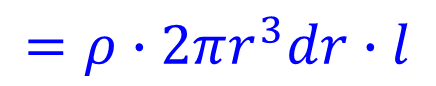 = ρ · 2πr³dr · l